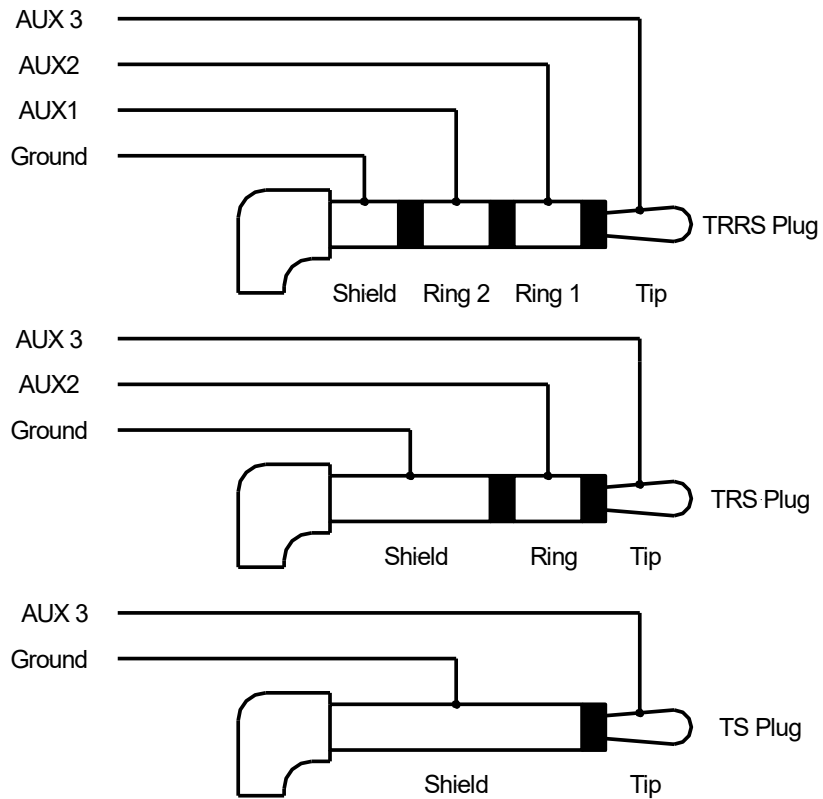 AUX 3
AUX2
AUX1
Ground
TRRS Plug
Shield Ring 2 Ring 1 Tip
AUX 3
AUX2
Ground
TRS Plug
Shield Ring Tip
AUX 3
Ground
TS Plug
Shield Tip